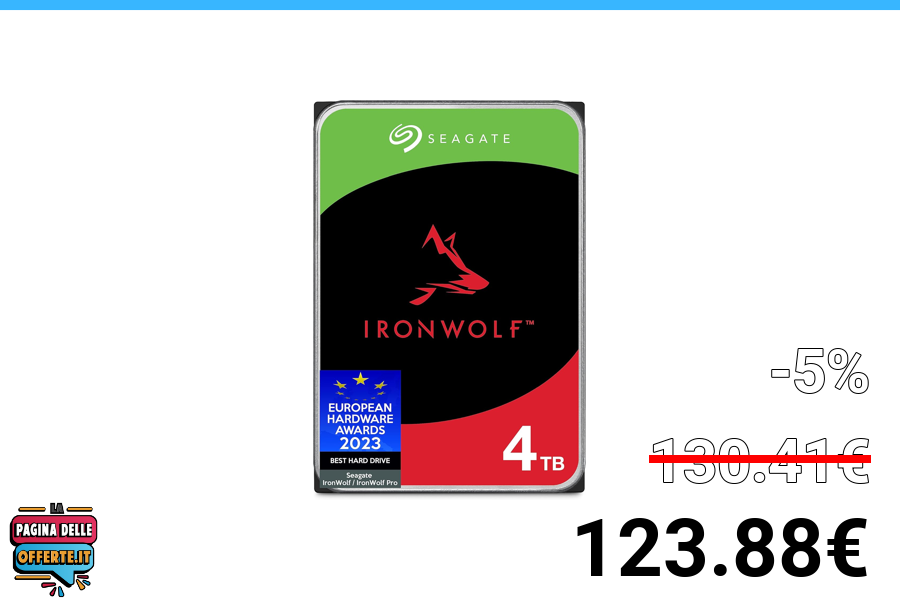 SEAGATE
IRONWOLF™
EUROPEAN
HARDWARE
AWARDS
2023
BEST HARD DRIVE
Seagate
IronWolf / IronWolf Pro
4TB
-5%
130.41€
123.88€
LA
PAGINA DELLE
OFFERTE.IT